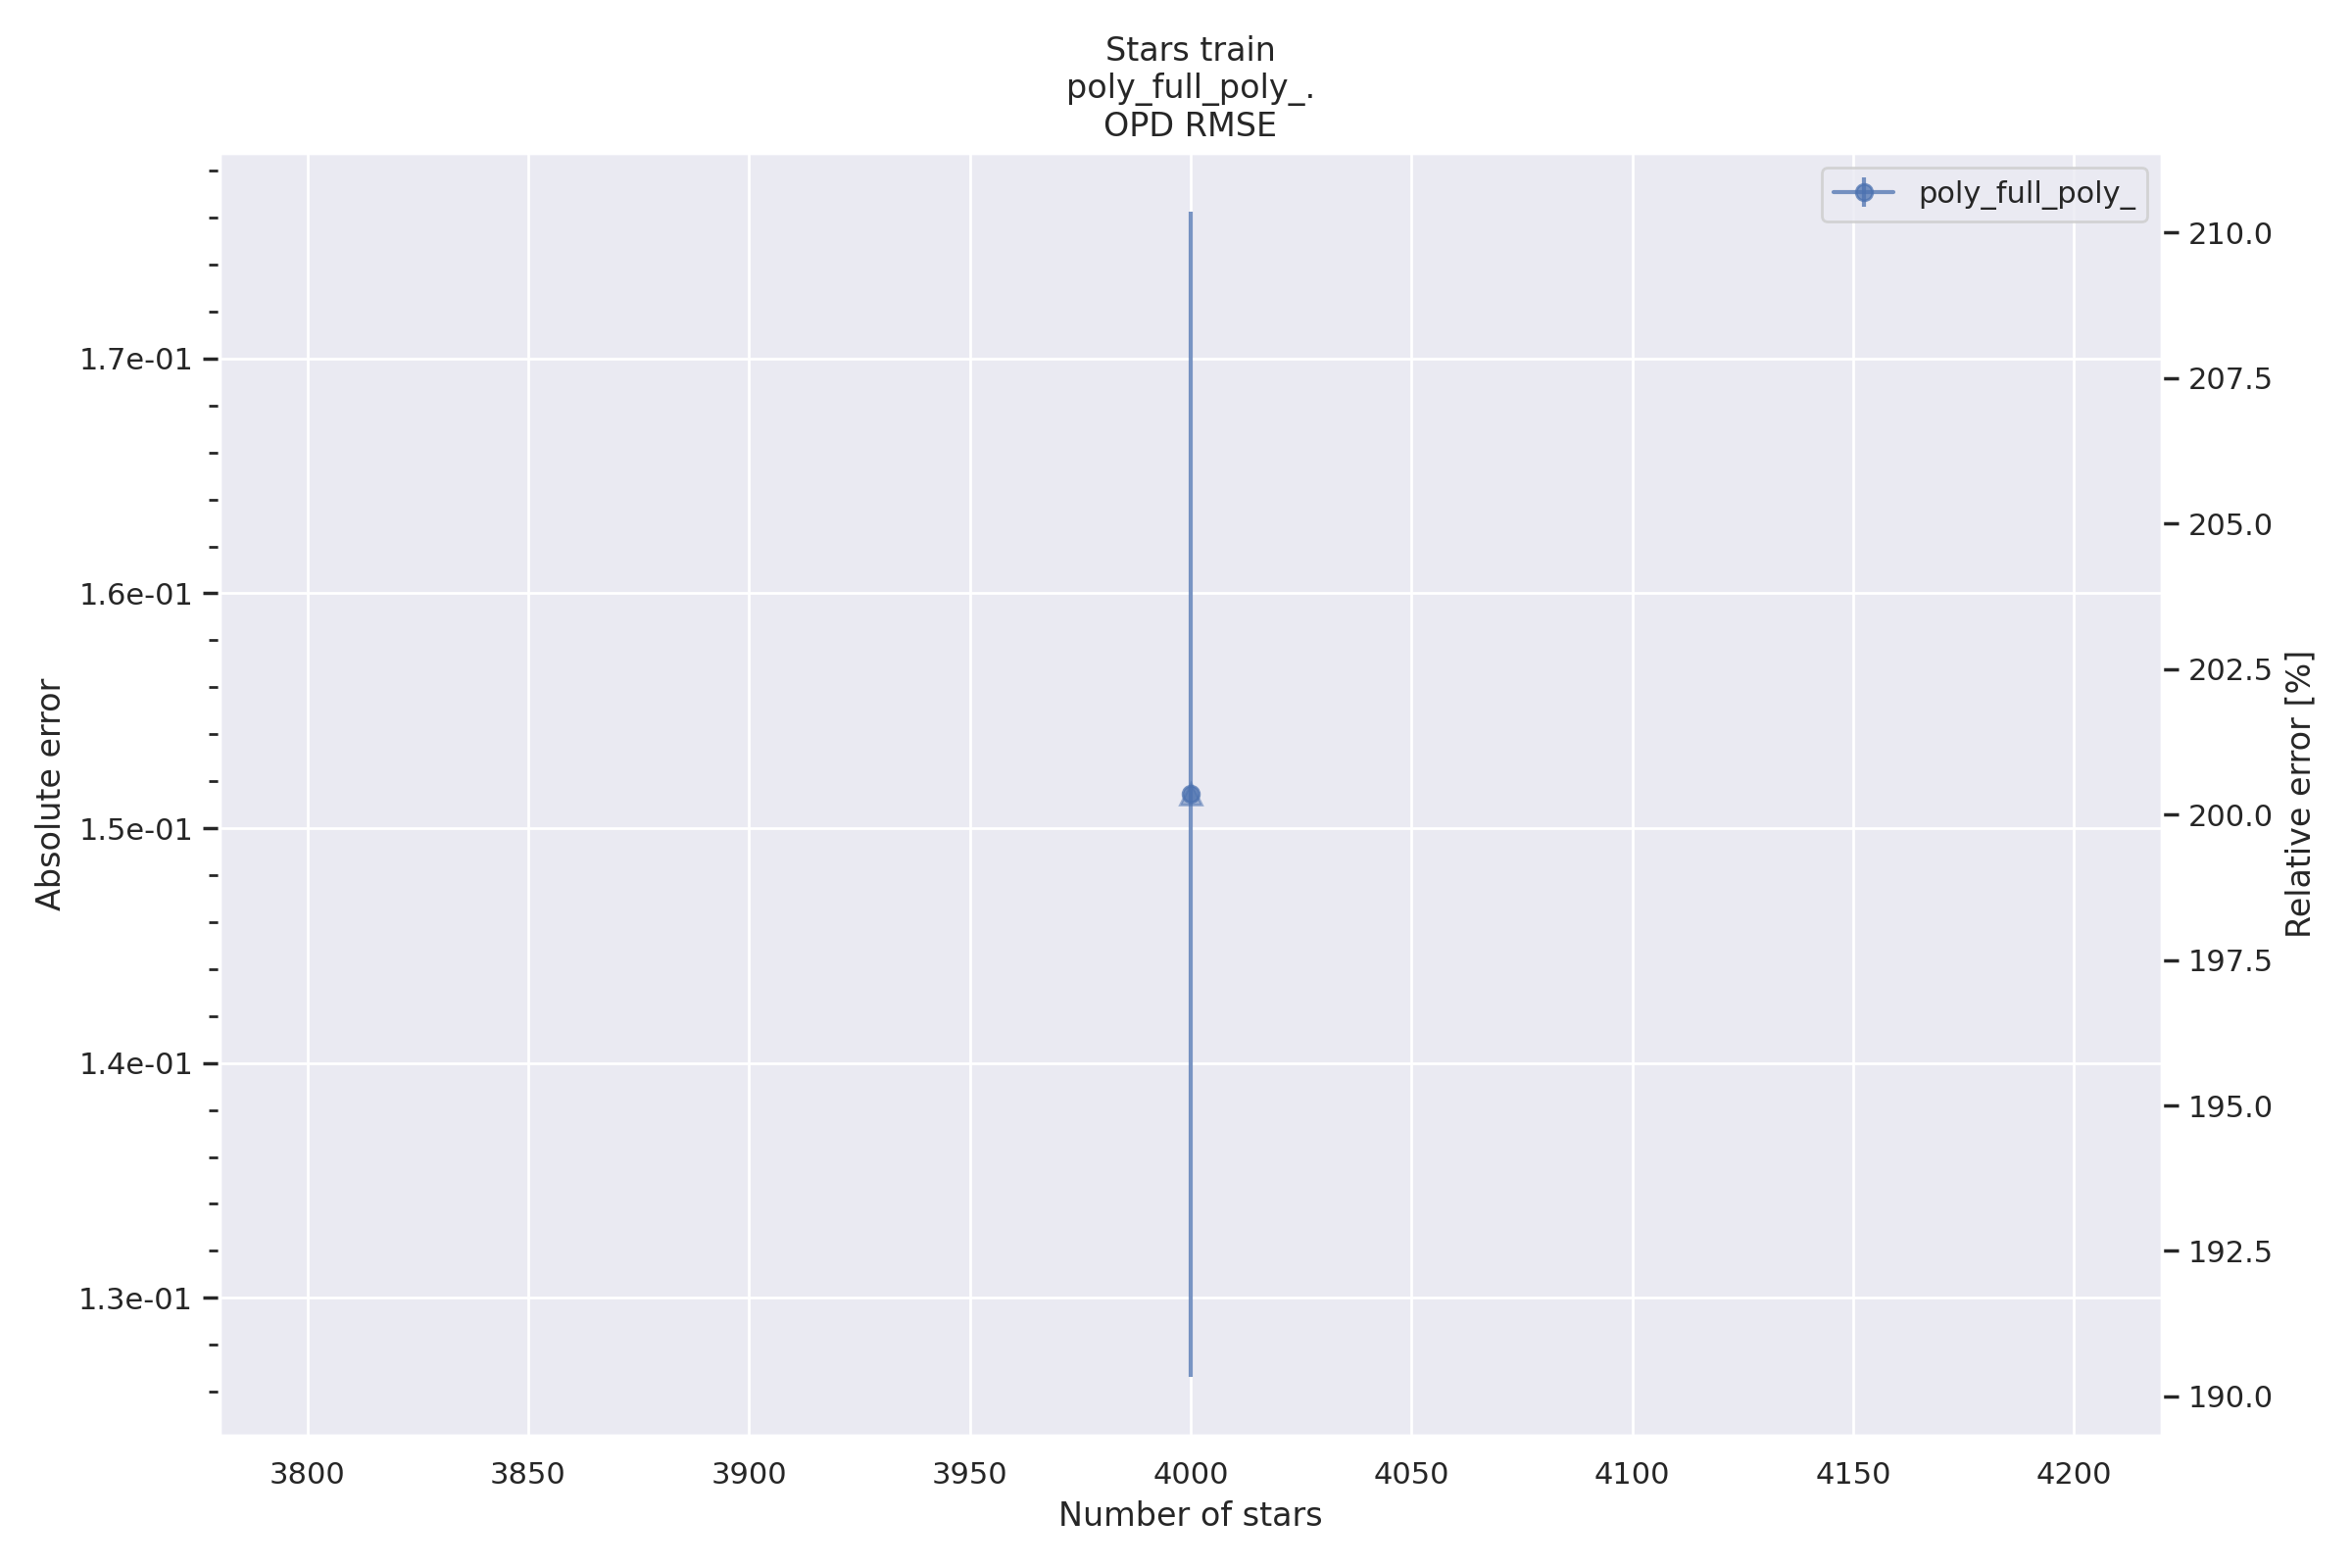 Stars train
poly_full_poly_.
OPD RMSE
poly_full_poly_
Absolute error
1.7e-01
1.6e-01
1.5e-01
1.4e-01
1.3e-01
210.0
207.5
205.0
202.5
200.0
197.5
195.0
192.5
190.0
Relative error [%]
3800 3850 3900 3950 4000 4050 4100 4150 4200
Number of stars